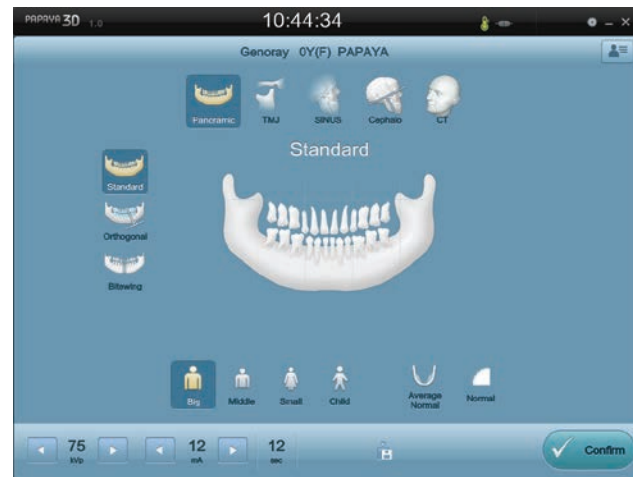 PAPAYA 3D 1.0 10:44:34
Genoray 0Y(F) PAPAYA
Panoramic TMJ SINUS Cephalo CT
Standard
Standard
Orthogonal
Bitewing
Big Middle Small Child Average Normal Normal
75 kVp 12 mA 12 sec Confirm